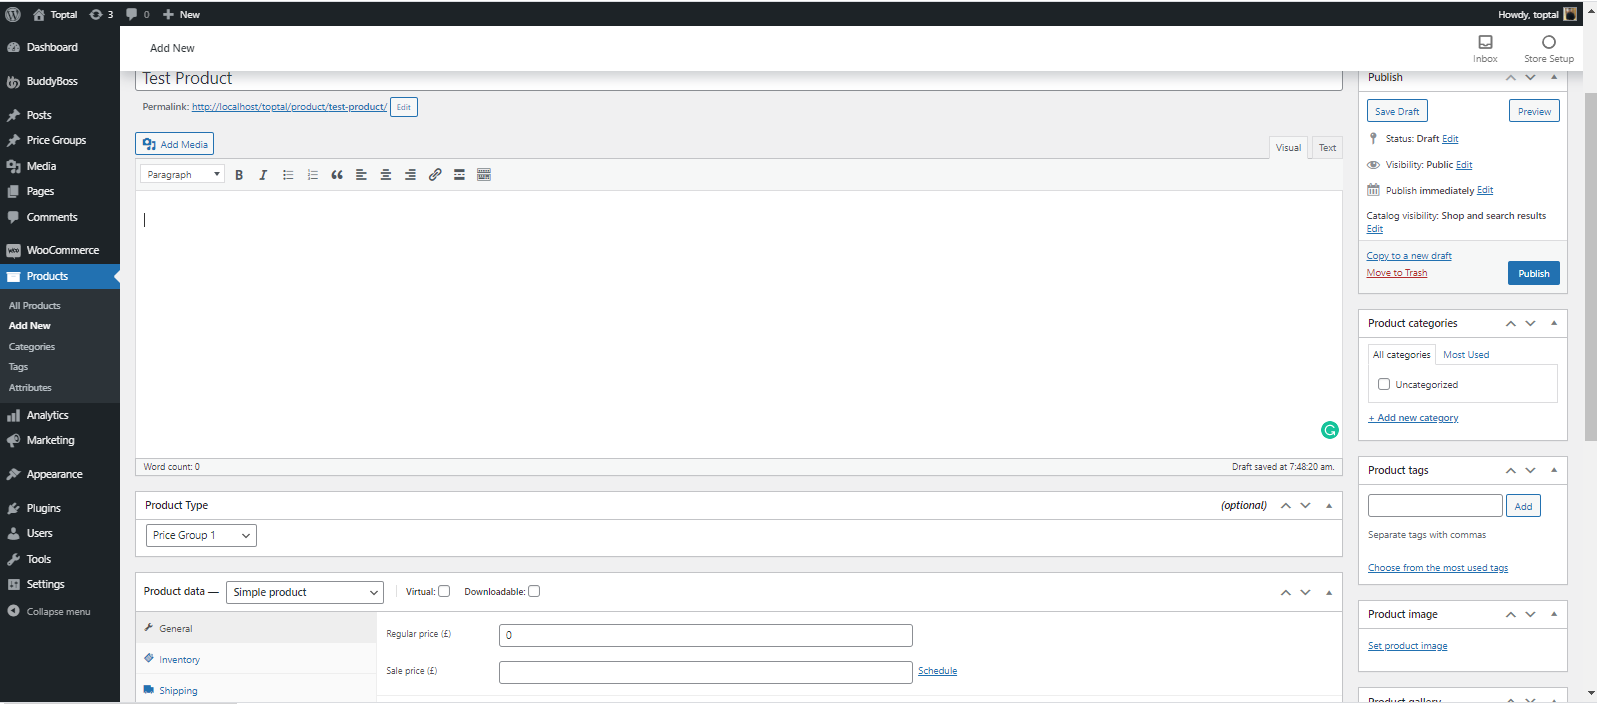 Toptal 3 0 New Howdy, toptal
Dashboard
BuddyBoss
Posts
Price Groups
Media
Pages
Comments
WooCommerce
Products
All Products
Add New
Categories
Tags
Attributes
Analytics
Marketing
Appearance
Plugins
Users
Tools
Settings
Collapse menu
Add New
Inbox
Store Setup
Test Product
Permalink: http://localhost/toptal/product/test-product/ Edit
Add Media
Visual Text
Paragraph B I
Word count: 0 Draft saved at 7:48:20 am.
Product Type (optional)
Price Group 1
Product data — Simple product Virtual: Downloadable:
General
Inventory
Shipping
Regular price (£) 0
Sale price (£) Schedule
Publish
Save Draft Preview
Status: Draft Edit
Visibility: Public Edit
Publish immediately Edit
Catalog visibility: Shop and search results
Edit
Copy to a new draft
Move to Trash
Publish
Product categories
All categories Most Used
Uncategorized
+ Add new category
Product tags
Add
Separate tags with commas
Choose from the most used tags
Product image
Set product image
Product gallery